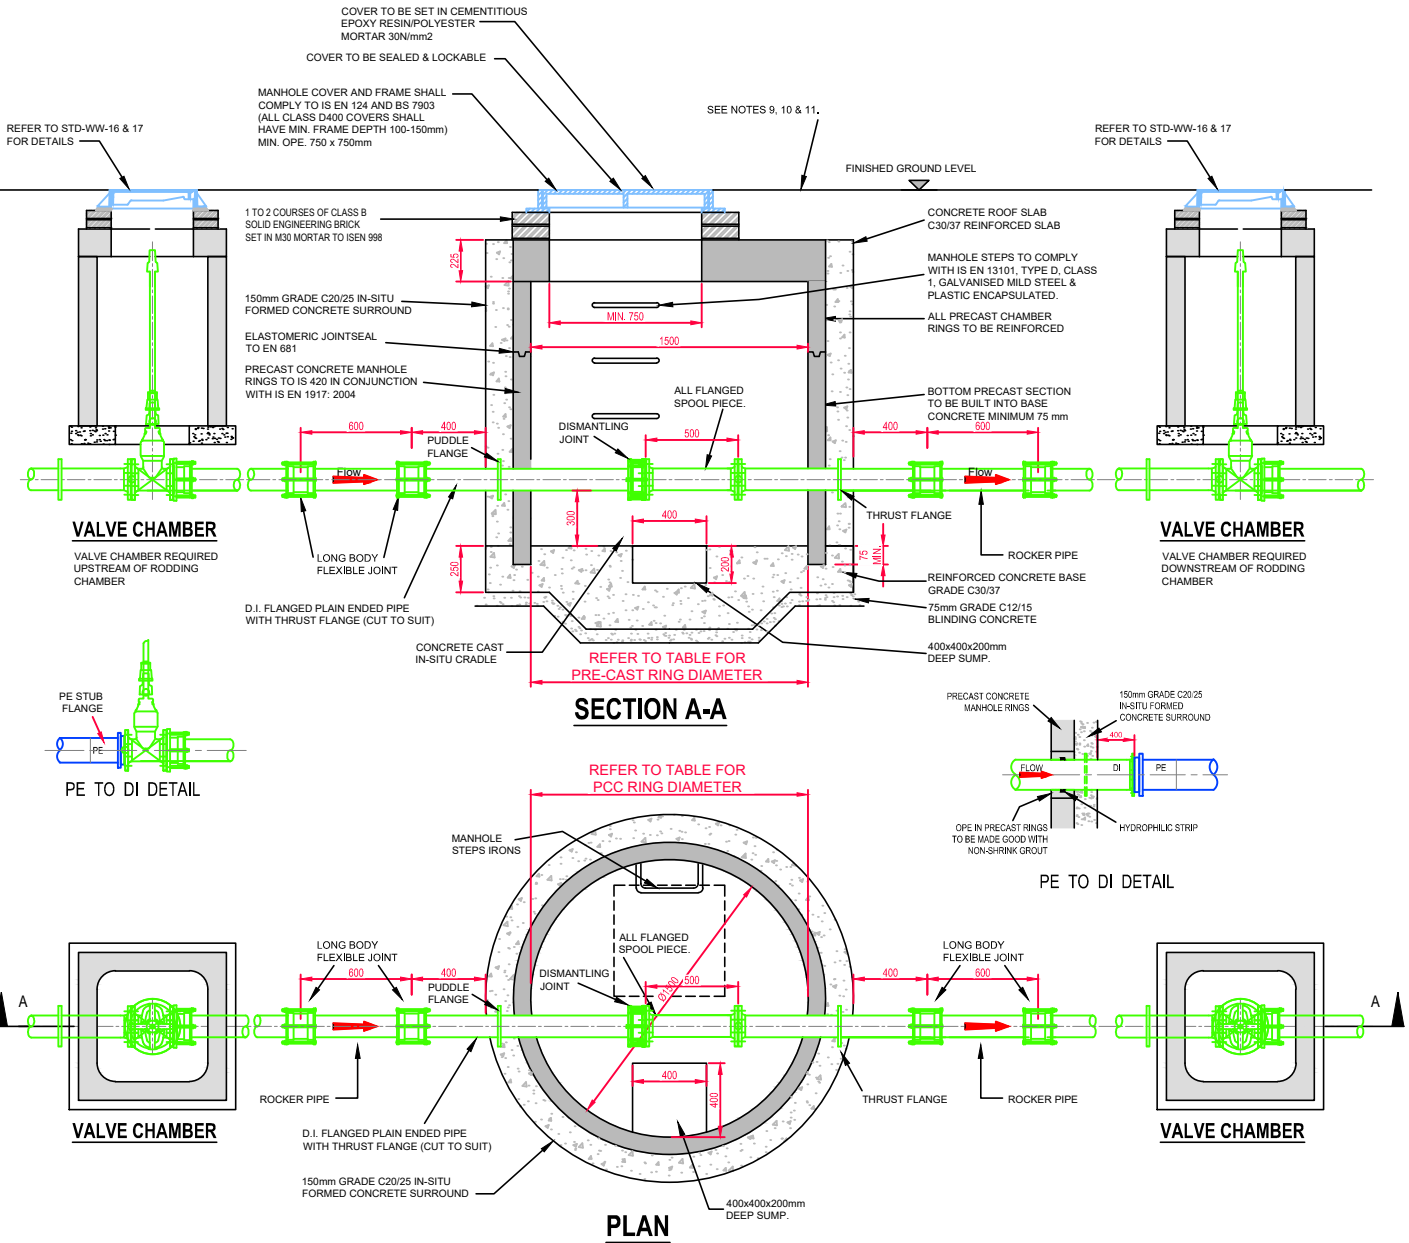 COVER TO BE SET IN CEMENTITIOUS
EPOXY RESIN/POLYESTER
MORTAR 30N/mm2
COVER TO BE SEALED & LOCKABLE
MANHOLE COVER AND FRAME SHALL
COMPLY TO IS EN 124 AND BS 7903
(ALL CLASS D400 COVERS SHALL
HAVE MIN. FRAME DEPTH 100-150mm)
MIN. OPE. 750 x 750mm
SEE NOTES 9, 10 & 11.
REFER TO STD-WW-16 & 17
FOR DETAILS
REFER TO STD-WW-16 & 17
FOR DETAILS
FINISHED GROUND LEVEL
1 TO 2 COURSES OF CLASS B
SOLID ENGINEERING BRICK
SET IN M30 MORTAR TO ISEN 998
CONCRETE ROOF SLAB
C30/37 REINFORCED SLAB
225
MANHOLE STEPS TO COMPLY
WITH IS EN 13101, TYPE D, CLASS
1, GALVANISED MILD STEEL &
PLASTIC ENCAPSULATED.
150mm GRADE C20/25 IN-SITU
FORMED CONCRETE SURROUND
MIN. 750
ALL PRECAST CHAMBER
RINGS TO BE REINFORCED
ELASTOMERIC JOINTSEAL
TO EN 681
1500
PRECAST CONCRETE MANHOLE
RINGS TO IS 420 IN CONJUNCTION
WITH IS EN 1917: 2004
ALL FLANGED
SPOOL PIECE.
BOTTOM PRECAST SECTION
TO BE BUILT INTO BASE
CONCRETE MINIMUM 75 mm
DISMANTLING
JOINT
600
400
PUDDLE
FLANGE
500
400
600
Flow
Flow
VALVE CHAMBER
VALVE CHAMBER REQUIRED
UPSTREAM OF RODDING
CHAMBER
LONG BODY
FLEXIBLE JOINT
300
400
THRUST FLANGE
VALVE CHAMBER
VALVE CHAMBER REQUIRED
DOWNSTREAM OF RODDING
CHAMBER
ROCKER PIPE
250
200
75
MIN.
REINFORCED CONCRETE BASE
GRADE C30/37
D.I. FLANGED PLAIN ENDED PIPE
WITH THRUST FLANGE (CUT TO SUIT)
75mm GRADE C12/15
BLINDING CONCRETE
CONCRETE CAST
IN-SITU CRADLE
400x400x200mm
DEEP SUMP.
REFER TO TABLE FOR
PRE-CAST RING DIAMETER
SECTION A-A
PE STUB
FLANGE
PE
PE TO DI DETAIL
PRECAST CONCRETE
MANHOLE RINGS
150mm GRADE C20/25
IN-SITU FORMED
CONCRETE SURROUND
400
FLOW
DI
PE
OPE IN PRECAST RINGS
TO BE MADE GOOD WITH
NON-SHRINK GROUT
HYDROPHILIC STRIP
PE TO DI DETAIL
REFER TO TABLE FOR
PCC RING DIAMETER
MANHOLE
STEPS IRONS
ALL FLANGED
SPOOL PIECE.
LONG BODY
FLEXIBLE JOINT
LONG BODY
FLEXIBLE JOINT
DISMANTLING
JOINT
600
400
PUDDLE
FLANGE
500
Ø1500
400
600
A
A
400
400
ROCKER PIPE
THRUST FLANGE
ROCKER PIPE
VALVE CHAMBER
D.I. FLANGED PLAIN ENDED PIPE
WITH THRUST FLANGE (CUT TO SUIT)
VALVE CHAMBER
150mm GRADE C20/25 IN-SITU
FORMED CONCRETE SURROUND
400x400x200mm
DEEP SUMP.
PLAN